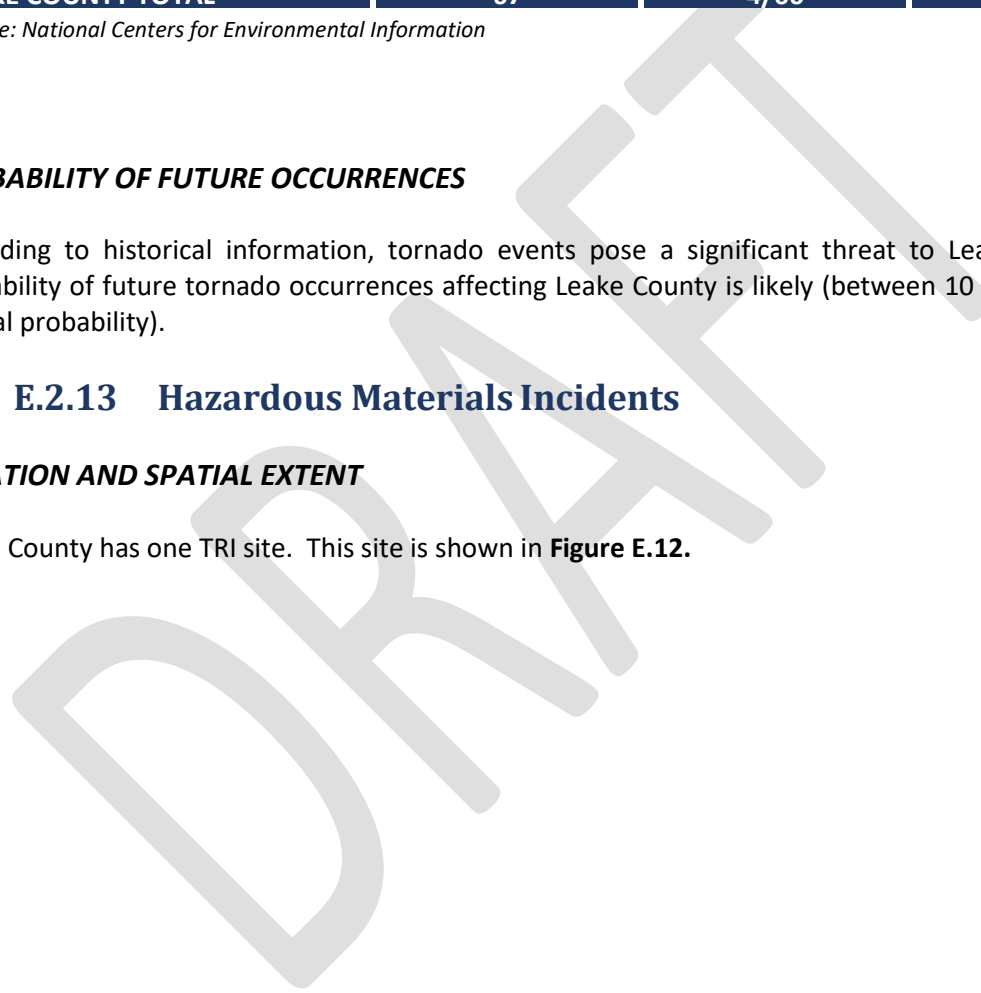 COUNTY TOTAL
e: National Centers for Environmental Information
BABILITY OF FUTURE OCCURRENCES
ding to historical information, tornado events pose a significant threat to Lea
ability of future tornado occurrences affecting Leake County is likely (between 10
al probability).
E.2.13 Hazardous Materials Incidents
ATION AND SPATIAL EXTENT
County has one TRI site. This site is shown in Figure E.12.
DRAFT